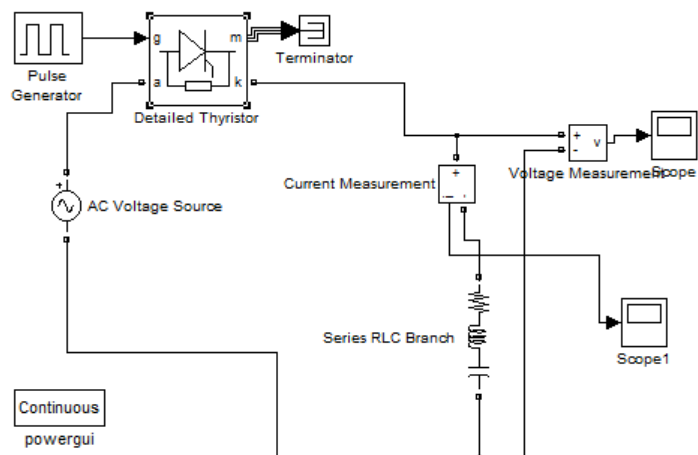 g
m
a
k
Pulse
Generator
Terminator
Detailed Thyristor
+
-
v
Voltage Measurement
Scope
Current Measurement
+
-
i
+
AC Voltage Source
Series RLC Branch
Scope1
Continuous
powergui